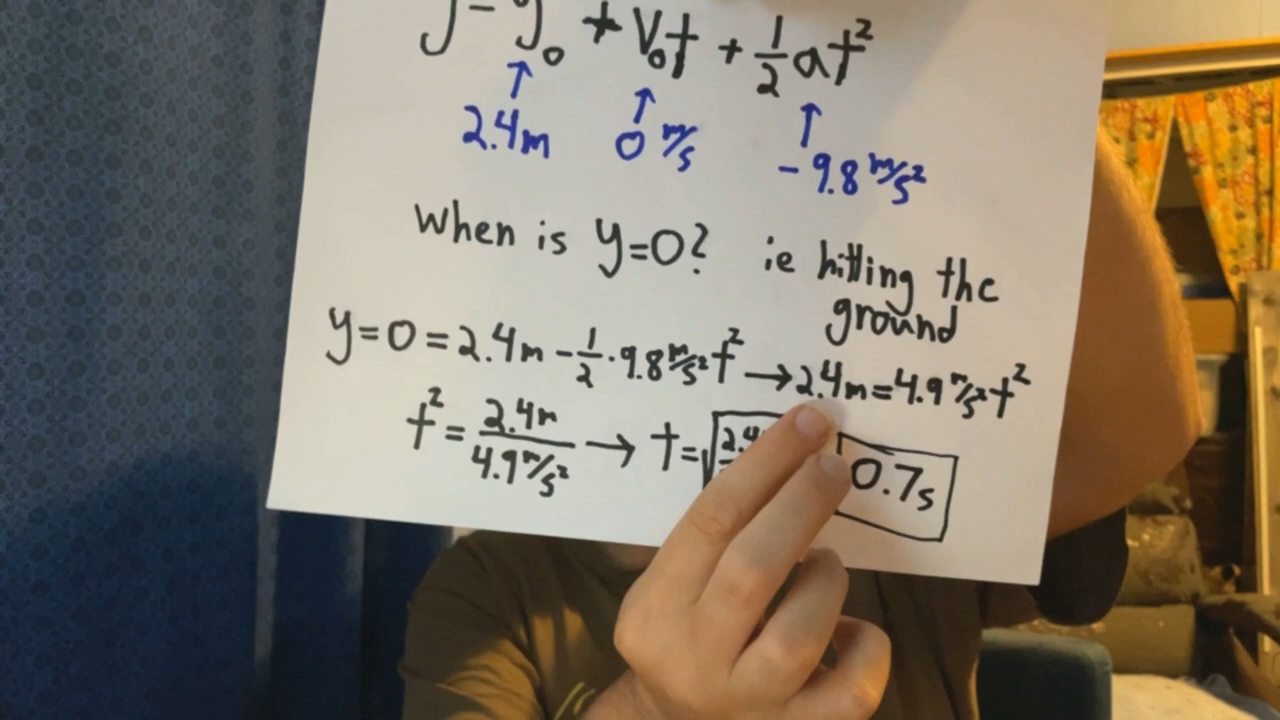 y = y₀ + v₀t + ½at²
↑ ↑ ↑
2.4m 0 m/s -9.8 m/s²
When is y=0? ie hitting the
ground
y=0=2.4m - ½·9.8 m/s² t² → 2.4m = 4.9 m/s² t²
t² = 2.4m / 4.9 m/s² → t = √ 2.4 0.7s